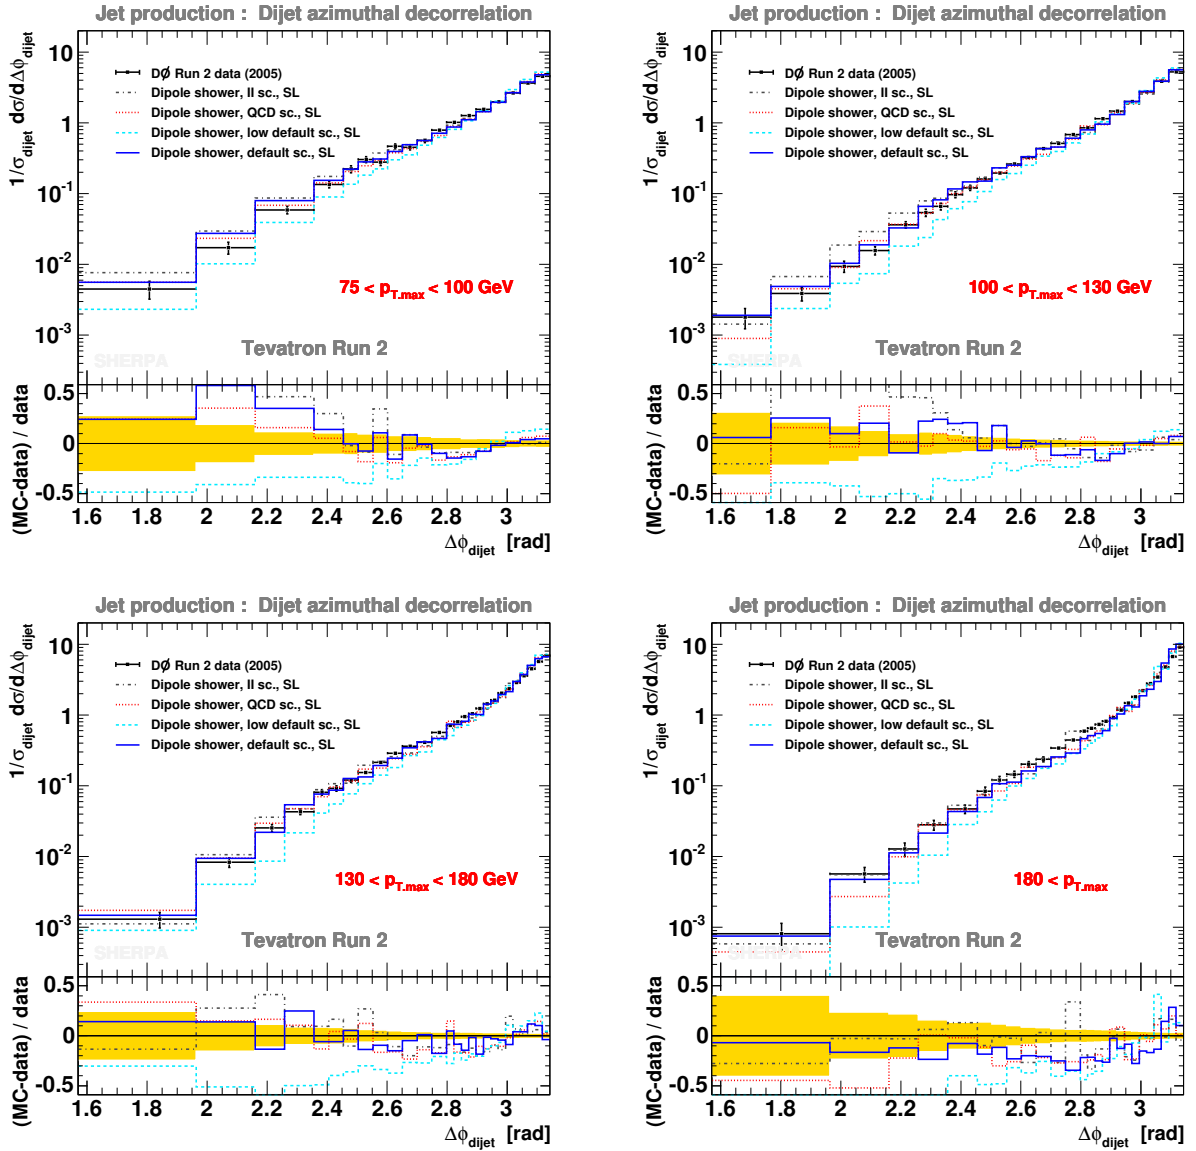 Jet production :  Dijet azimuthal decorrelation
1/σ_dijet dσ/dΔϕ_dijet
10
1
10⁻¹
10⁻²
10⁻³
DØ Run 2 data (2005)
Dipole shower, II sc., SL
Dipole shower, QCD sc., SL
Dipole shower, low default sc., SL
Dipole shower, default sc., SL
75 < p_T,max < 100 GeV
SHERPA
Tevatron Run 2
(MC-data) / data
0.5
0
-0.5
1.6 1.8 2 2.2 2.4 2.6 2.8 3
Δϕ_dijet [rad]
Jet production :  Dijet azimuthal decorrelation
1/σ_dijet dσ/dΔϕ_dijet
10
1
10⁻¹
10⁻²
10⁻³
DØ Run 2 data (2005)
Dipole shower, II sc., SL
Dipole shower, QCD sc., SL
Dipole shower, low default sc., SL
Dipole shower, default sc., SL
100 < p_T,max < 130 GeV
SHERPA
Tevatron Run 2
(MC-data) / data
0.5
0
-0.5
1.6 1.8 2 2.2 2.4 2.6 2.8 3
Δϕ_dijet [rad]
Jet production :  Dijet azimuthal decorrelation
1/σ_dijet dσ/dΔϕ_dijet
10
1
10⁻¹
10⁻²
10⁻³
DØ Run 2 data (2005)
Dipole shower, II sc., SL
Dipole shower, QCD sc., SL
Dipole shower, low default sc., SL
Dipole shower, default sc., SL
130 < p_T,max < 180 GeV
SHERPA
Tevatron Run 2
(MC-data) / data
0.5
0
-0.5
1.6 1.8 2 2.2 2.4 2.6 2.8 3
Δϕ_dijet [rad]
Jet production :  Dijet azimuthal decorrelation
1/σ_dijet dσ/dΔϕ_dijet
10
1
10⁻¹
10⁻²
10⁻³
DØ Run 2 data (2005)
Dipole shower, II sc., SL
Dipole shower, QCD sc., SL
Dipole shower, low default sc., SL
Dipole shower, default sc., SL
180 < p_T,max
SHERPA
Tevatron Run 2
(MC-data) / data
0.5
0
-0.5
1.6 1.8 2 2.2 2.4 2.6 2.8 3
Δϕ_dijet [rad]